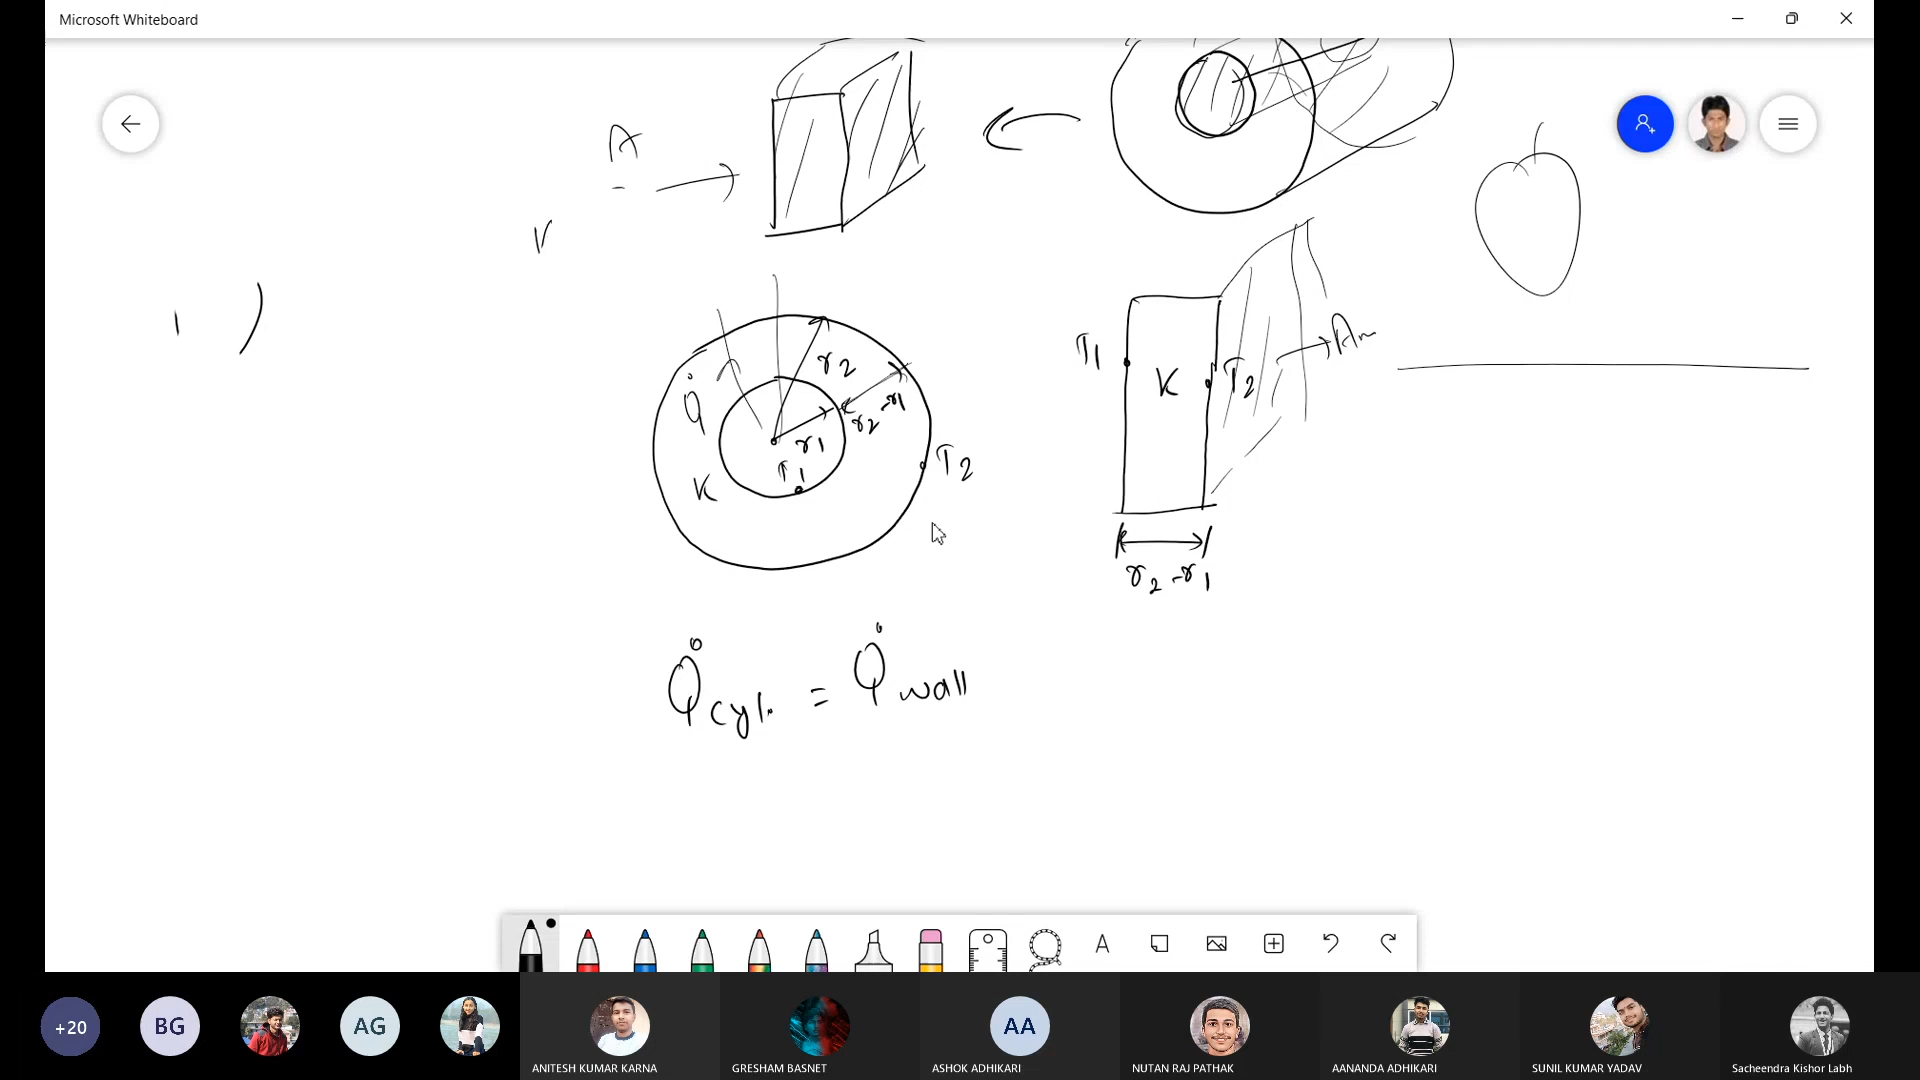 Microsoft Whiteboard
A
r₂
r₂-r₁
r₁
T₁
T₂
K
Q̇
T₁
K
T₂
Am
r₂-r₁
Q̇cyl. = Q̇wall
A
+20
BG
AG
AA
ANITESH KUMAR KARNA
GRESHAM BASNET
ASHOK ADHIKARI
NUTAN RAJ PATHAK
AANANDA ADHIKARI
SUNIL KUMAR YADAV
Sacheendra Kishor Labh